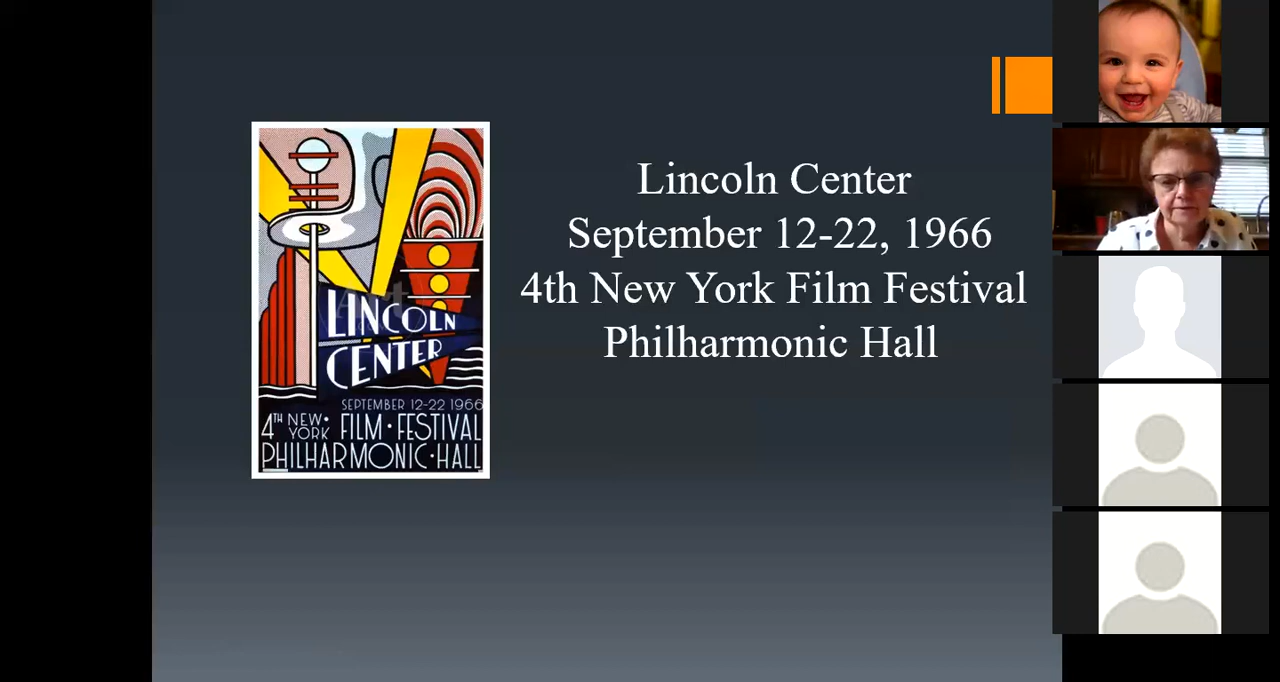 LINCOLN
CENTER
SEPTEMBER 12-22 1966
4TH NEW• YORK FILM•FESTIVAL
PHILHARMONIC•HALL
Lincoln Center
September 12-22, 1966
4th New York Film Festival
Philharmonic Hall